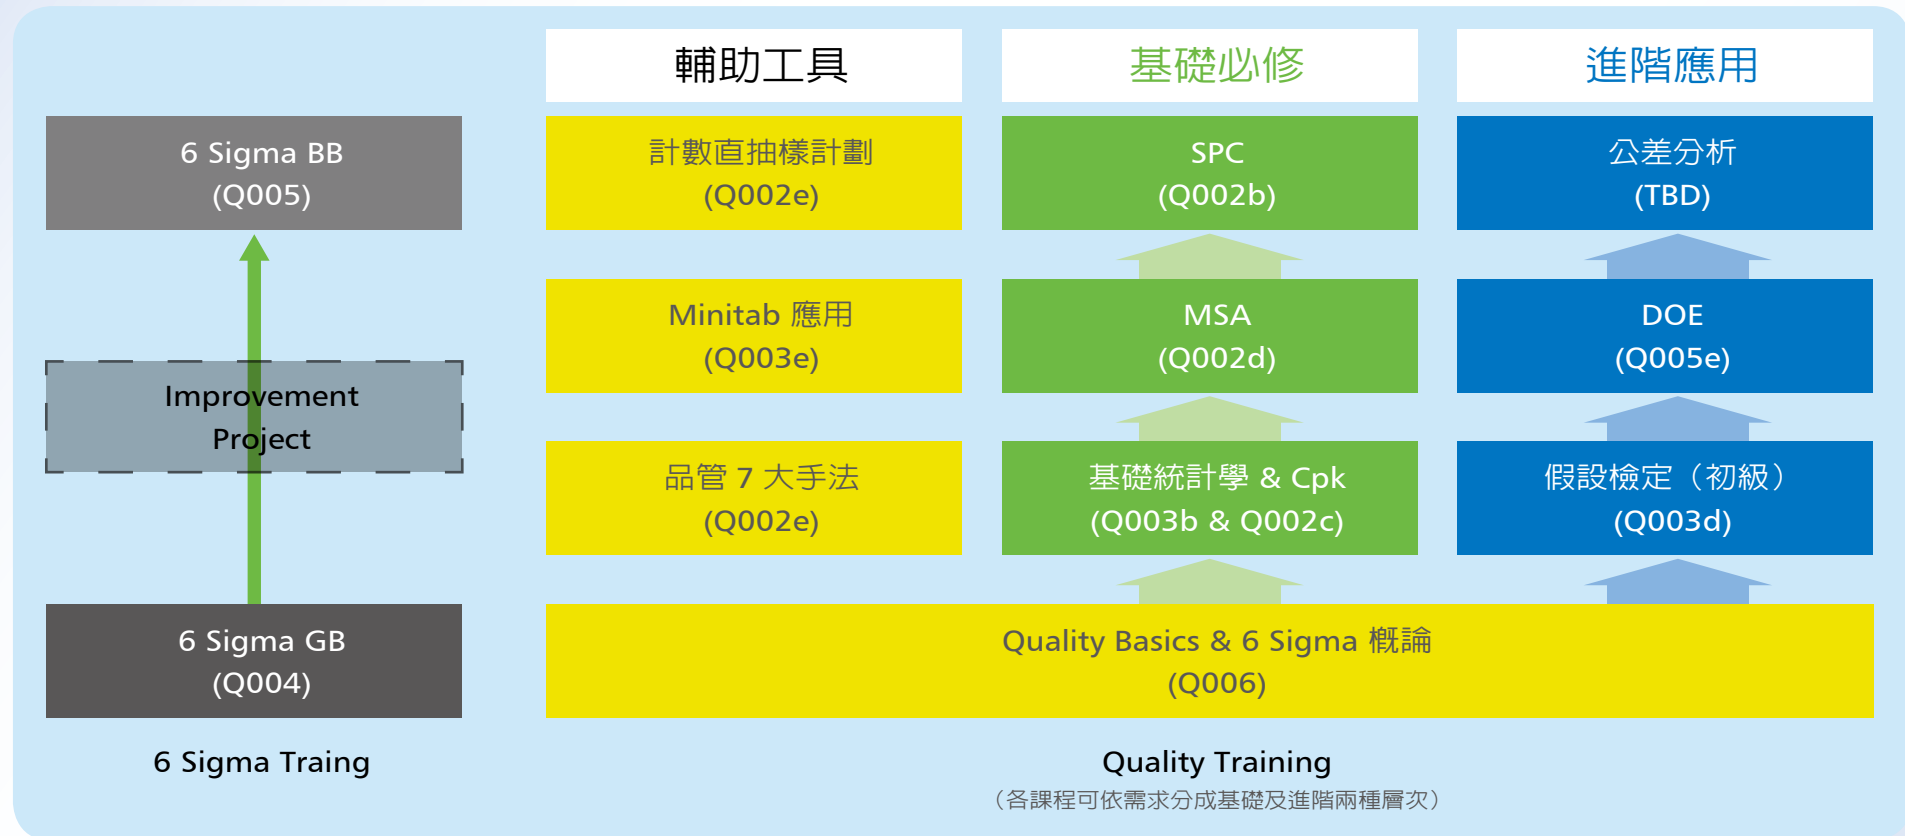 輔助工具
基礎必修
進階應用
6 Sigma BB
(Q005)
計數直抽樣計劃
(Q002e)
SPC
(Q002b)
公差分析
(TBD)
Minitab 應用
(Q003e)
MSA
(Q002d)
DOE
(Q005e)
Improvement
Project
品管 7 大手法
(Q002e)
基礎統計學 & Cpk
(Q003b & Q002c)
假設檢定（初級）
(Q003d)
6 Sigma GB
(Q004)
Quality Basics & 6 Sigma 概論
(Q006)
6 Sigma Traing
Quality Training
（各課程可依需求分成基礎及進階兩種層次）